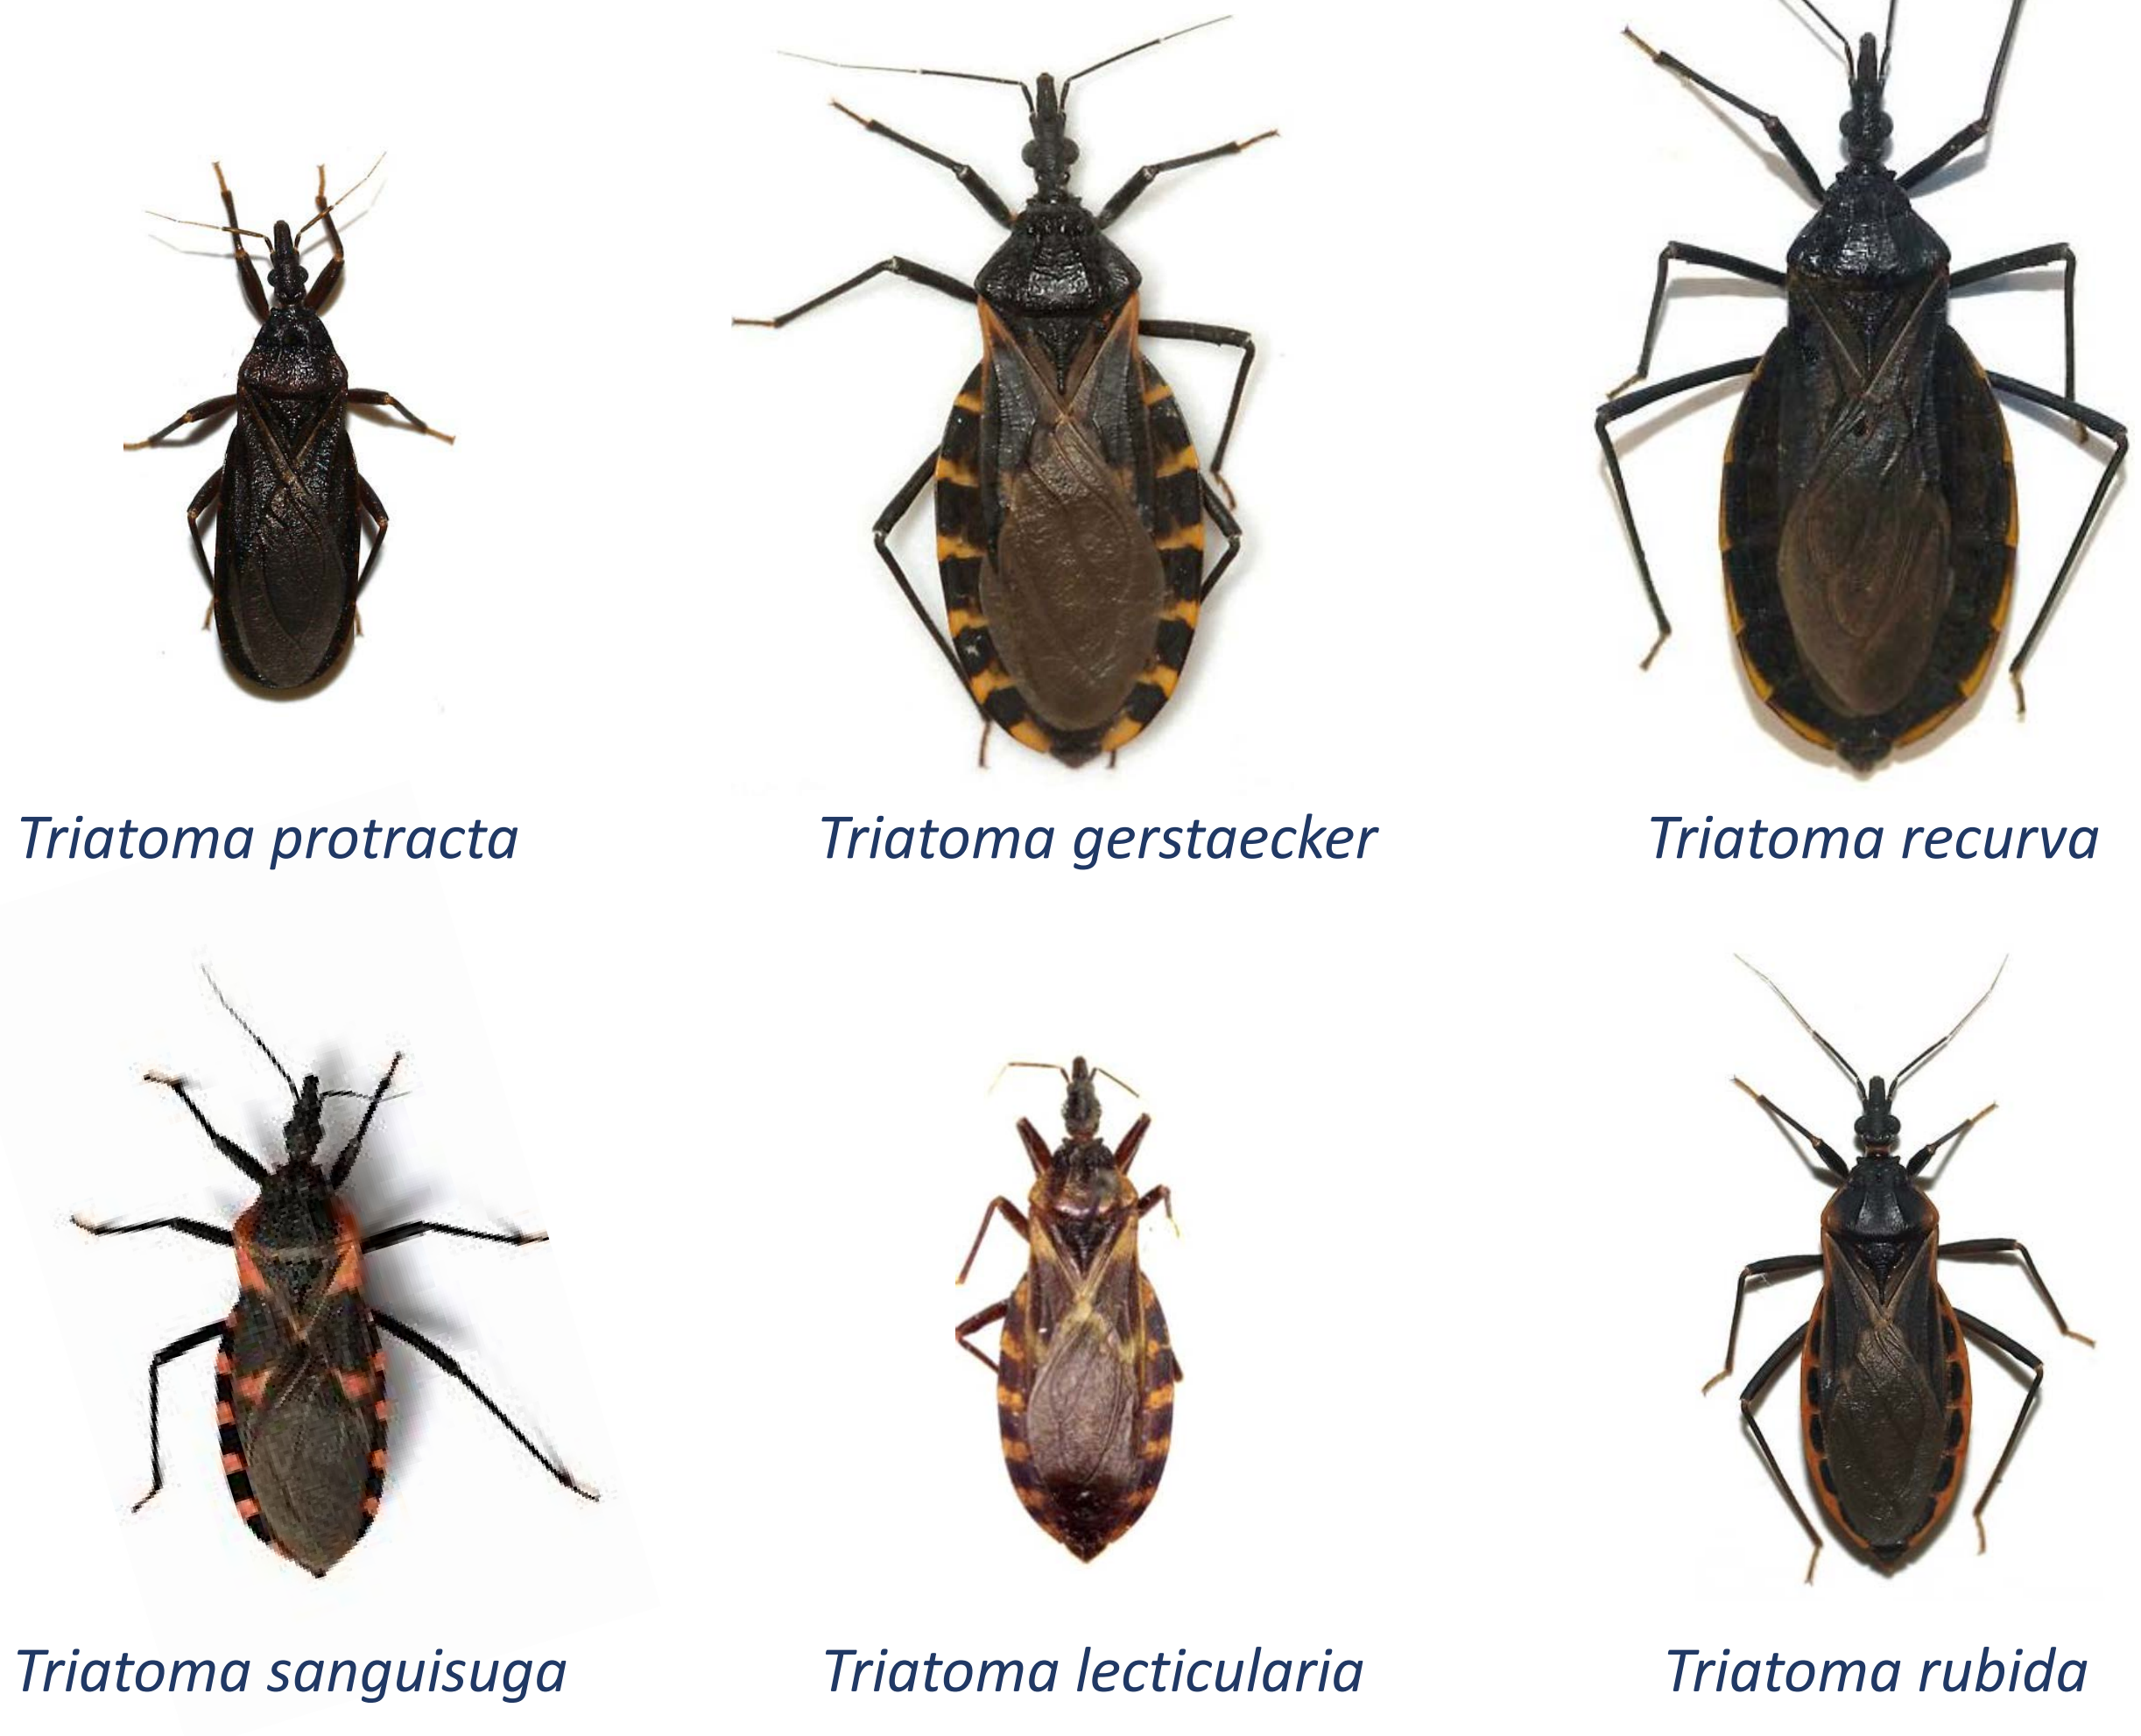 Triatoma protracta
Triatoma gerstaecker
Triatoma recurva
Triatoma sanguisuga
Triatoma lecticularia
Triatoma rubida